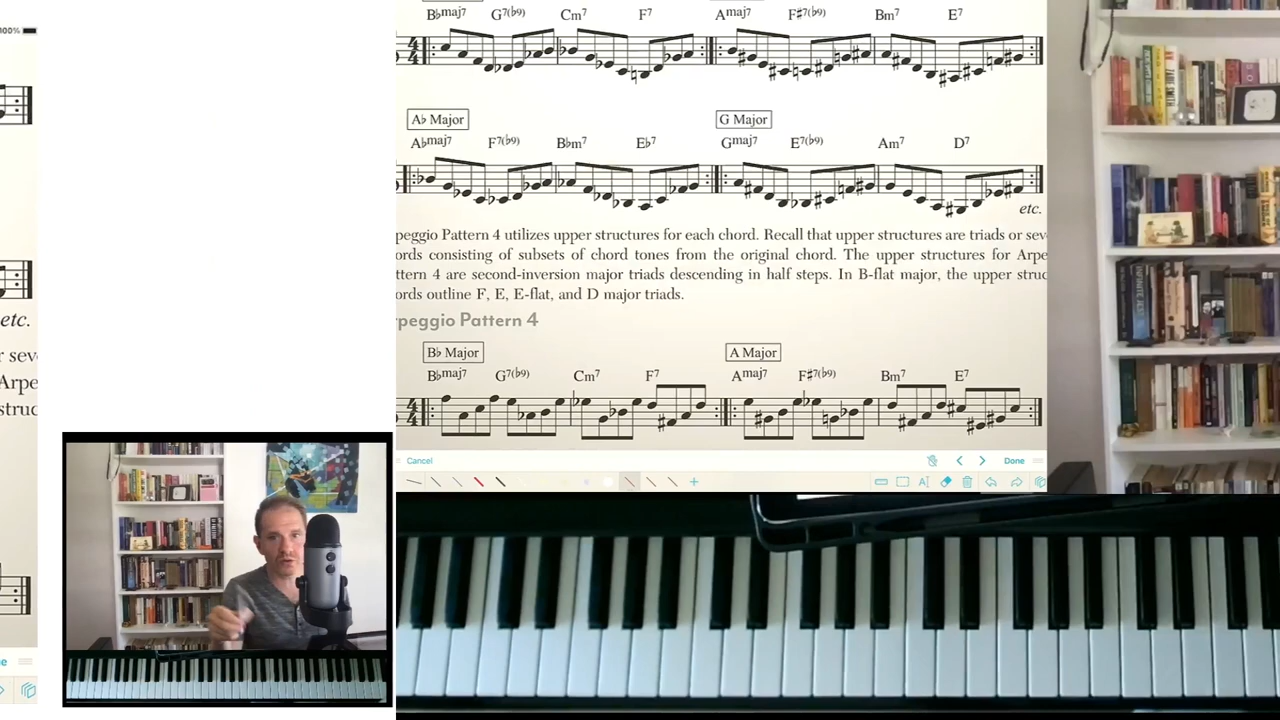 100%
B♭maj7 G7(♭9) Cm7 F7 Amaj7 F♯7(♭9) Bm7 E7
A♭ Major G Major
A♭maj7 F7(♭9) B♭m7 E♭7 Gmaj7 E7(♭9) Am7 D7
etc.
peggio Pattern 4 utilizes upper structures for each chord. Recall that upper structures are triads or sev
ords consisting of subsets of chord tones from the original chord. The upper structures for Arpe
ttern 4 are second-inversion major triads descending in half steps. In B-flat major, the upper struc
ords outline F, E, E-flat, and D major triads.
rpeggio Pattern 4
B♭ Major A Major
B♭maj7 G7(♭9) Cm7 F7 Amaj7 F♯7(♭9) Bm7 E7
Cancel Done
etc.
r sev
Arpe
struc
INFINITE JEST
ZADIE SMITH